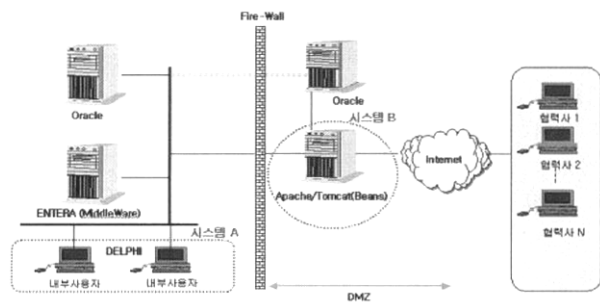 Fire-Wall
Oracle
Oracle
시스템 B
협력사 1
협력사 2
협력사 N
Internet
ENTERA (MiddleWare)
Apache/Tomcat(Beans)
시스템 A
DELPHI
내부사용자
내부사용자
DMZ